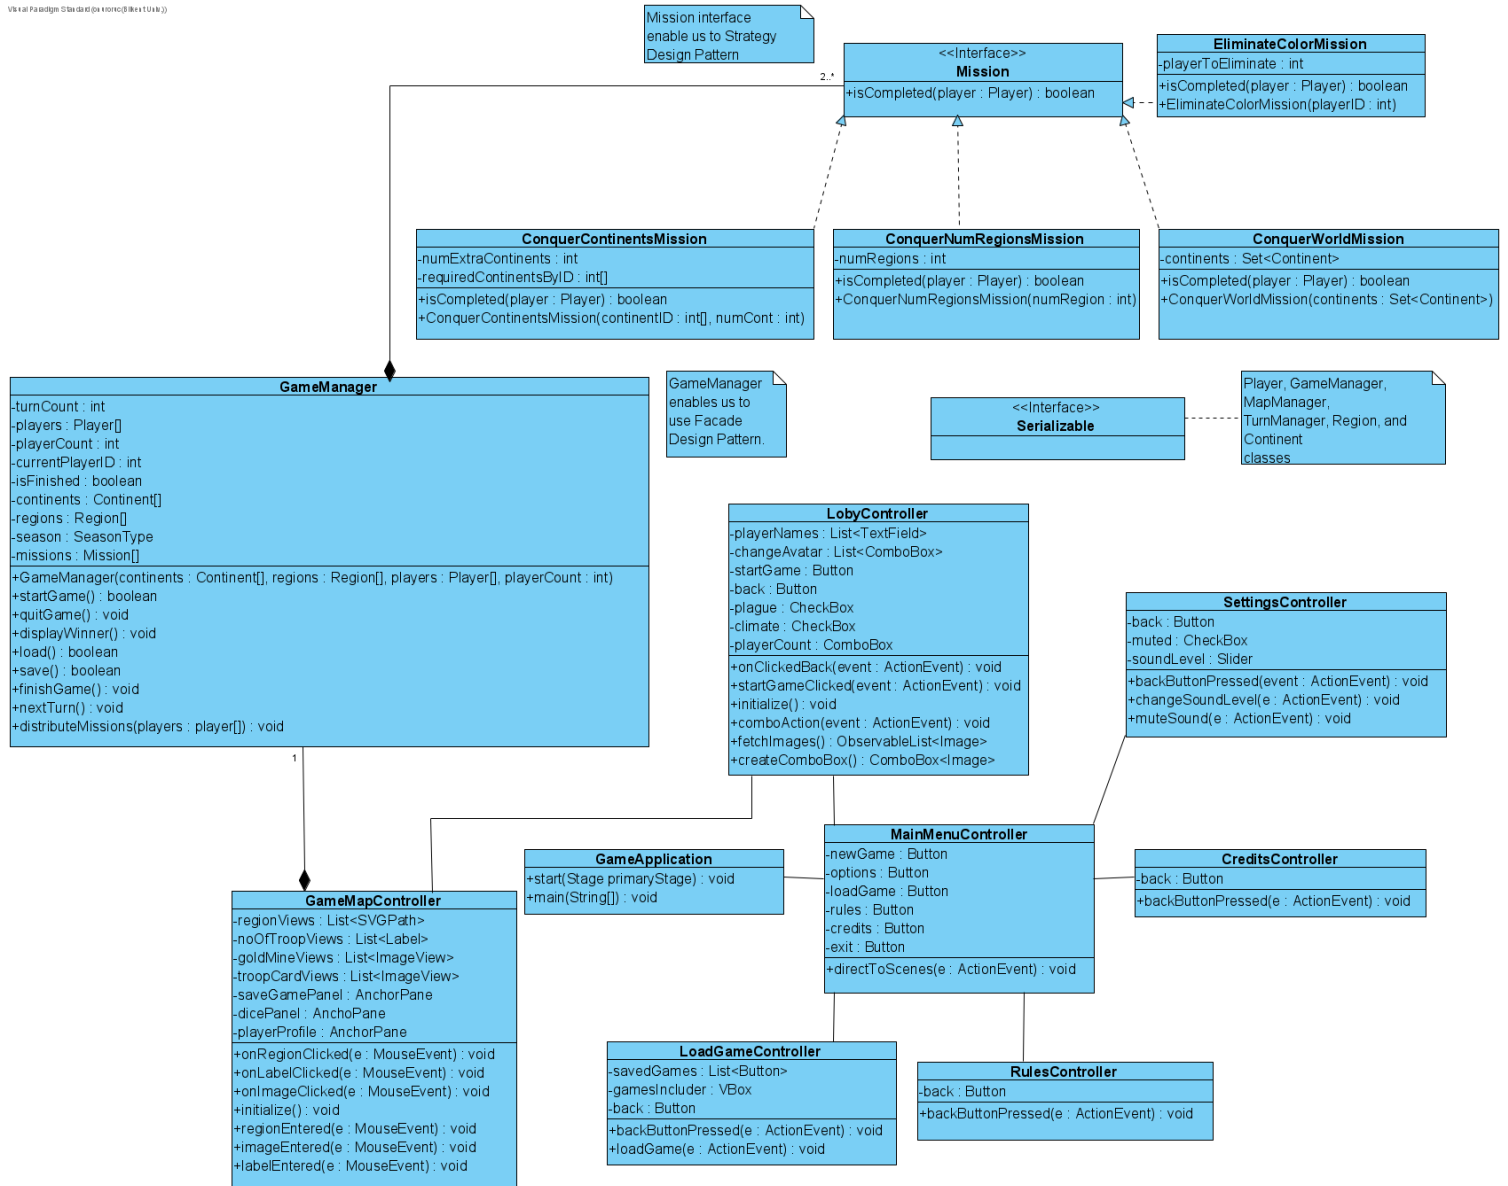 Visual Paradigm Standard(
Mission interface
enable us to Strategy
Design Pattern
<<Interface>>
Mission
+isCompleted(player : Player) : boolean
2..*
EliminateColorMission
-playerToEliminate : int
+isCompleted(player : Player) : boolean
+EliminateColorMission(playerID : int)
ConquerContinentsMission
-numExtraContinents : int
-requiredContinentsByID : int[]
+isCompleted(player : Player) : boolean
+ConquerContinentsMission(continentID : int[], numCont : int)
ConquerNumRegionsMission
-numRegions : int
+isCompleted(player : Player) : boolean
+ConquerNumRegionsMission(numRegion : int)
ConquerWorldMission
-continents : Set<Continent>
+isCompleted(player : Player) : boolean
+ConquerWorldMission(continents : Set<Continent>)
GameManager
-turnCount : int
-players : Player[]
-playerCount : int
-currentPlayerID : int
-isFinished : boolean
-continents : Continent[]
-regions : Region[]
-season : SeasonType
-missions : Mission[]
+GameManager(continents : Continent[], regions : Region[], players : Player[], playerCount : int)
+startGame() : boolean
+quitGame() : void
+displayWinner() : void
+load() : boolean
+save() : boolean
+finishGame() : void
+nextTurn() : void
+distributeMissions(players : player[]) : void
1
GameManager
enables us to
use Facade
Design Pattern.
<<Interface>>
Serializable
Player, GameManager,
MapManager,
TurnManager, Region, and
Continent
classes
LobyController
-playerNames : List<TextField>
-changeAvatar : List<ComboBox>
-startGame : Button
-back : Button
-plague : CheckBox
-climate : CheckBox
-playerCount : ComboBox
+onClickedBack(event : ActionEvent) : void
+startGameClicked(event : ActionEvent) : void
+initialize() : void
+comboAction(event : ActionEvent) : void
+fetchImages() : ObservableList<Image>
+createComboBox() : ComboBox<Image>
SettingsController
-back : Button
-muted : CheckBox
-soundLevel : Slider
+backButtonPressed(event : ActionEvent) : void
+changeSoundLevel(e : ActionEvent) : void
+muteSound(e : ActionEvent) : void
GameApplication
+start(Stage primaryStage) : void
+main(String[]) : void
MainMenuController
-newGame : Button
-options : Button
-loadGame : Button
-rules : Button
-credits : Button
-exit : Button
+directToScenes(e : ActionEvent) : void
CreditsController
-back : Button
+backButtonPressed(e : ActionEvent) : void
GameMapController
-regionViews : List<SVGPath>
-noOfTroopViews : List<Label>
-goldMineViews : List<ImageView>
-troopCardViews : List<ImageView>
-saveGamePanel : AnchorPane
-dicePanel : AnchoPane
-playerProfile : AnchorPane
+onRegionClicked(e : MouseEvent) : void
+onLabelClicked(e : MouseEvent) : void
+onImageClicked(e : MouseEvent) : void
+initialize() : void
+regionEntered(e : MouseEvent) : void
+imageEntered(e : MouseEvent) : void
+labelEntered(e : MouseEvent) : void
LoadGameController
-savedGames : List<Button>
-gamesIncluder : VBox
-back : Button
+backButtonPressed(e : ActionEvent) : void
+loadGame(e : ActionEvent) : void
RulesController
-back : Button
+backButtonPressed(e : ActionEvent) : void